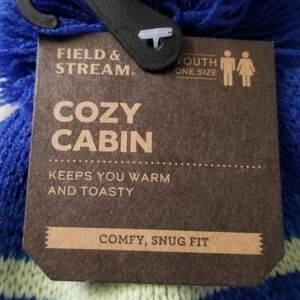 FIELD &
STREAM
YOUTH
ONE SIZE
COZY
CABIN
KEEPS YOU WARM
AND TOASTY
COMFY, SNUG FIT